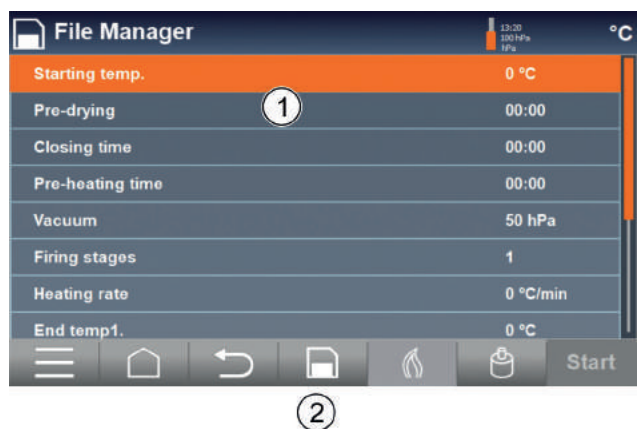 File Manager
13:20
100 hPa
hPa
°C
Starting temp. 0 °C
Pre-drying 00:00
1
Closing time 00:00
Pre-heating time 00:00
Vacuum 50 hPa
Firing stages 1
Heating rate 0 °C/min
End temp1. 0 °C
Start
2